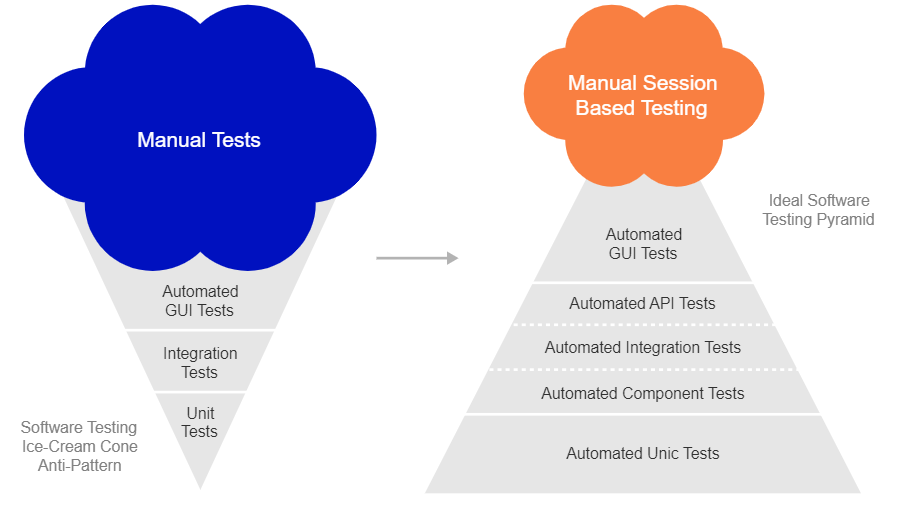 Manual Tests
Automated
GUI Tests
Integration
Tests
Unit
Tests
Software Testing
Ice-Cream Cone
Anti-Pattern
Manual Session
Based Testing
Ideal Software
Testing Pyramid
Automated
GUI Tests
Automated API Tests
Automated Integration Tests
Automated Component Tests
Automated Unic Tests